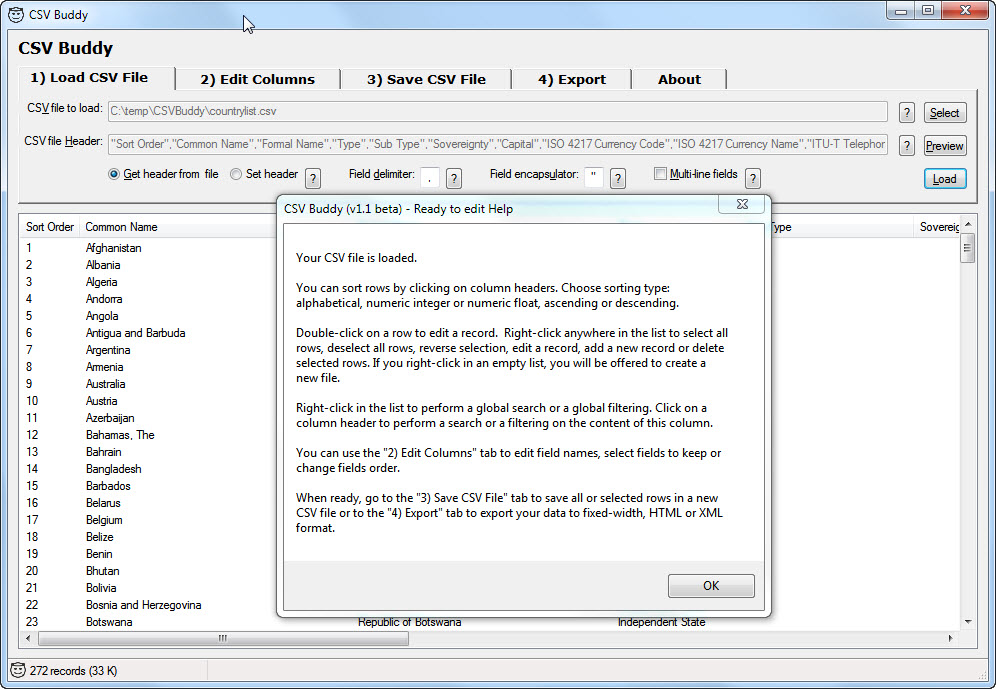 CSV Buddy
CSV Buddy
1) Load CSV File 2) Edit Columns 3) Save CSV File 4) Export About
CSV file to load: C:\temp\CSVBuddy\countrylist.csv ? Select
CSV file Header: "Sort Order","Common Name","Formal Name","Type","Sub Type","Sovereignty","Capital","ISO 4217 Currency Code","ISO 4217 Currency Name","ITU-T Telephor ? Preview
Get header from file Set header ? Field delimiter: , ? Field encapsulator: " ? Multi-line fields ? Load
CSV Buddy (v1.1 beta) - Ready to edit Help
Your CSV file is loaded.
You can sort rows by clicking on column headers. Choose sorting type:
alphabetical, numeric integer or numeric float, ascending or descending.
Double-click on a row to edit a record. Right-click anywhere in the list to select all
rows, deselect all rows, reverse selection, edit a record, add a new record or delete
selected rows. If you right-click in an empty list, you will be offered to create a
new file.
Right-click in the list to perform a global search or a global filtering. Click on a
column header to perform a search or a filtering on the content of this column.
You can use the "2) Edit Columns" tab to edit field names, select fields to keep or
change fields order.
When ready, go to the "3) Save CSV File" tab to save all or selected rows in a new
CSV file or to the "4) Export" tab to export your data to fixed-width, HTML or XML
format.
OK
Sort Order Common Name Type Sovereig
1 Afghanistan
2 Albania
3 Algeria
4 Andorra
5 Angola
6 Antigua and Barbuda
7 Argentina
8 Armenia
9 Australia
10 Austria
11 Azerbaijan
12 Bahamas, The
13 Bahrain
14 Bangladesh
15 Barbados
16 Belarus
17 Belgium
18 Belize
19 Benin
20 Bhutan
21 Bolivia
22 Bosnia and Herzegovina
23 Botswana Republic of Botswana Independent State
272 records (33 K)